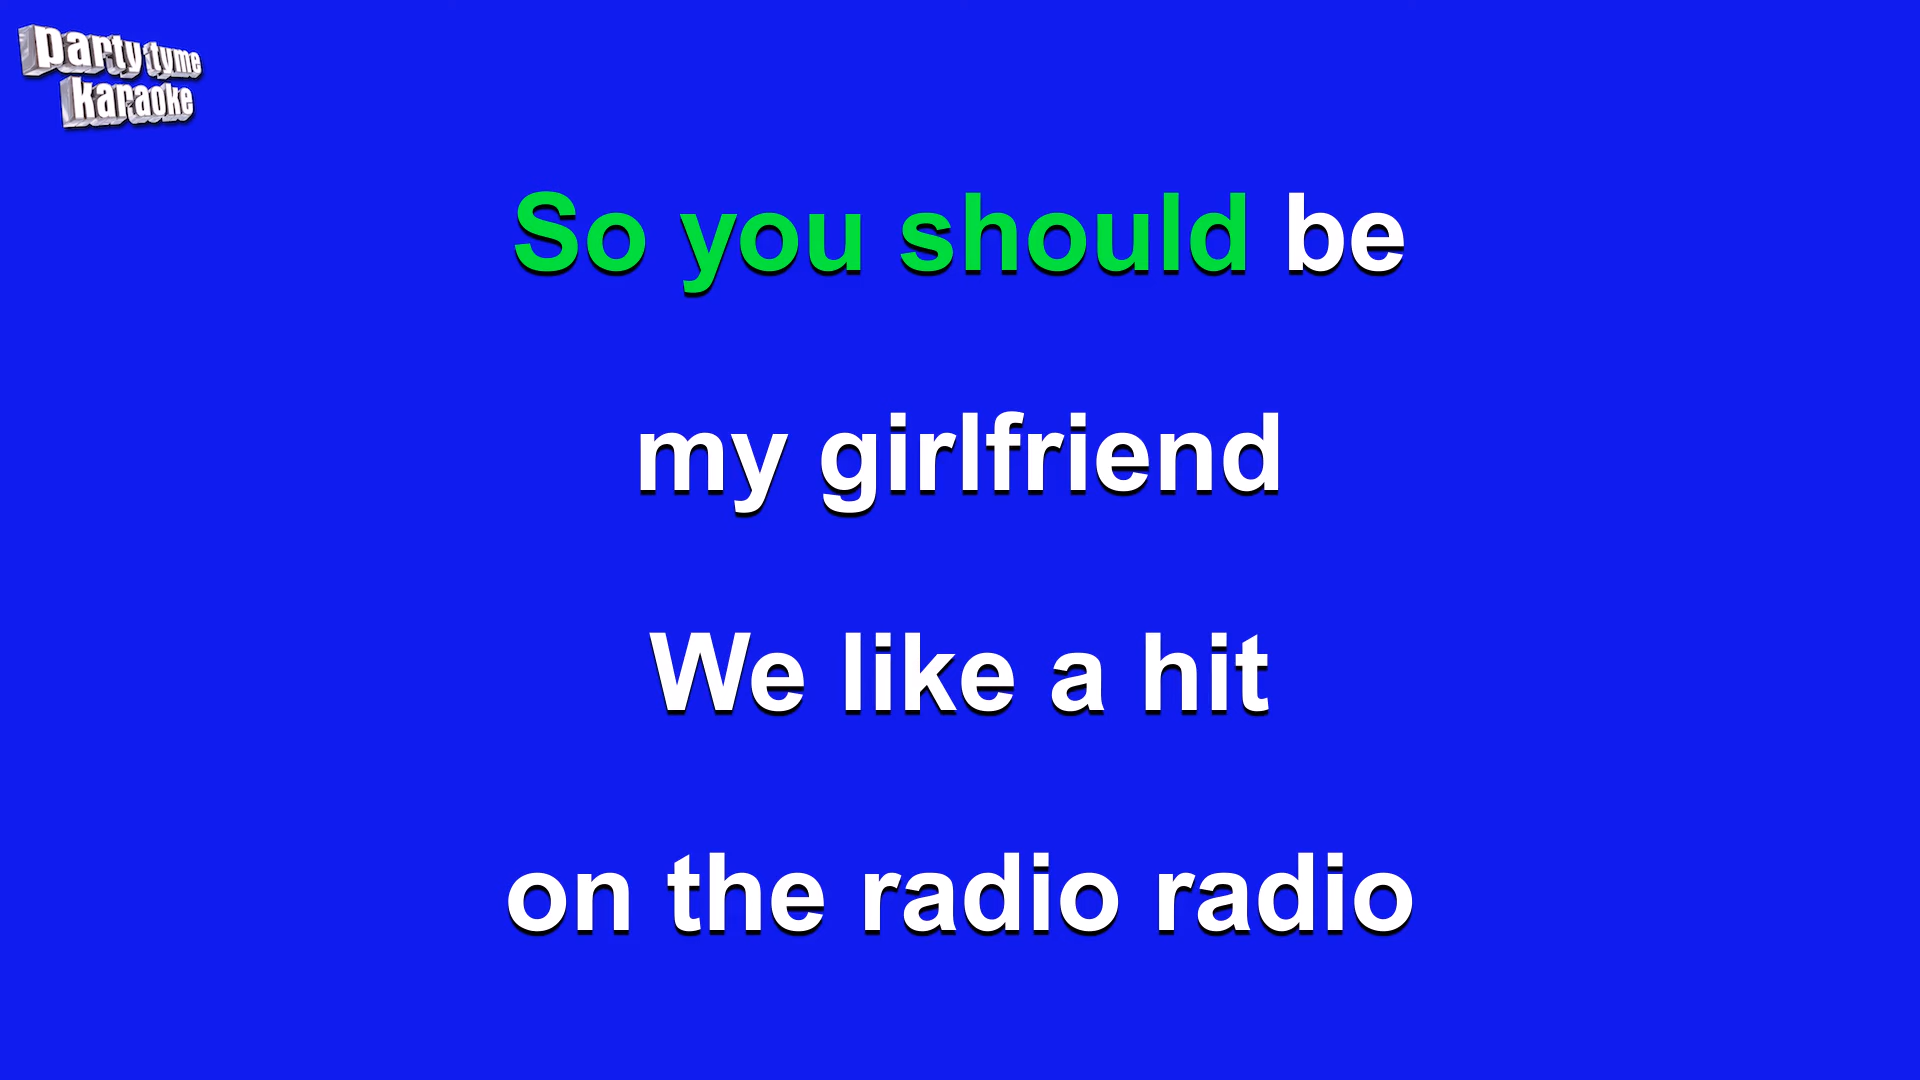 party tyme
karaoke
So you should be
my girlfriend
We like a hit
on the radio radio